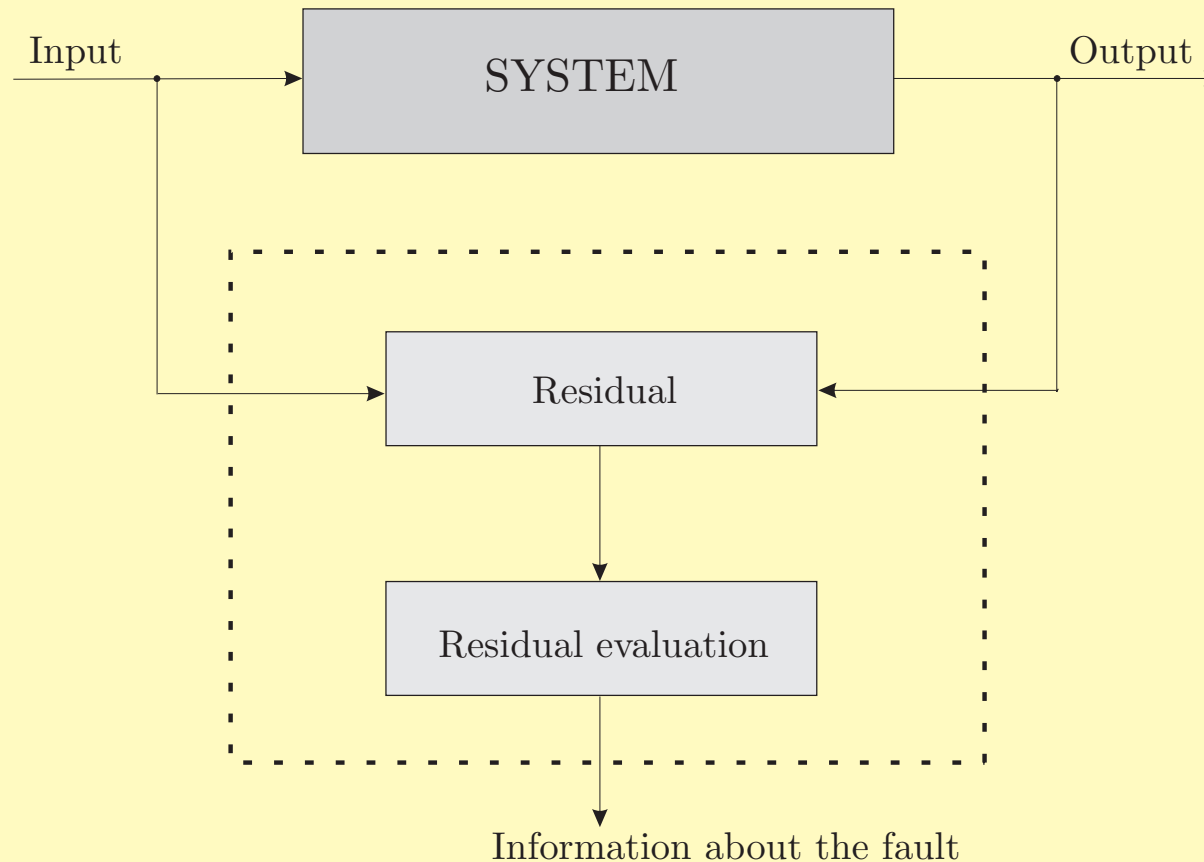 Input
SYSTEM
Output
Residual
Residual evaluation
Information about the fault